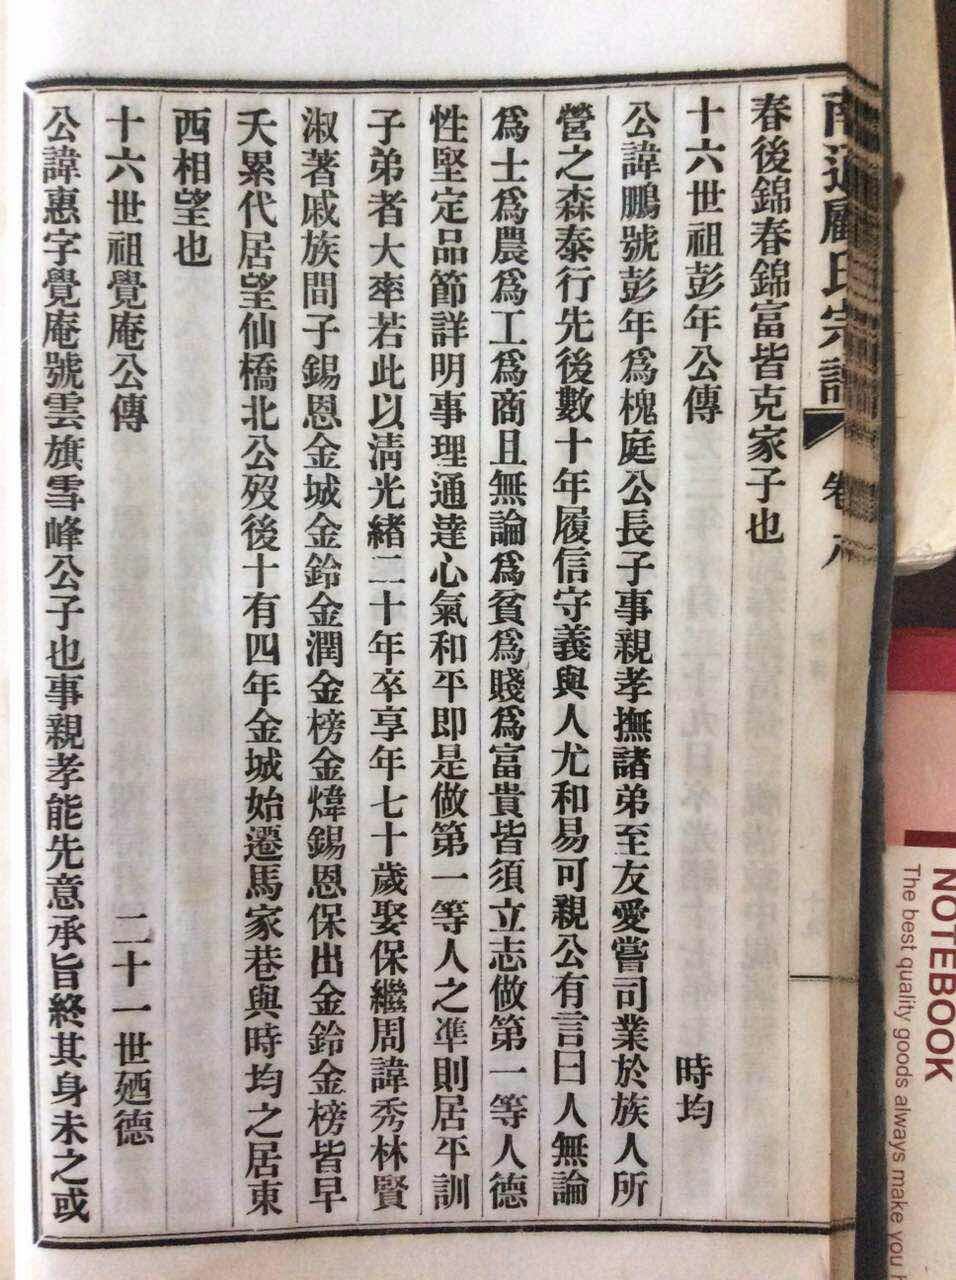 南通顧氏宗譜 卷八
春後錦春錦富皆克家子也
十六世祖彭年公傳 時均
公諱鵬號彭年為槐庭公長子事親孝撫諸弟至友愛嘗司業於族人所
營之森泰行先後數十年履信守義與人尤和易可親公有言曰人無論
為士為農為工為商且無論為貧為賤為富貴皆須立志做第一等人德
性堅定品節詳明事理通達心氣和平即是做第一等人之準則居平訓
子弟者大率若此以清光緒二十年卒享年七十歲娶保繼周諱秀林賢
淑著戚族間子錫恩金城金鈴金潤金榜金煒錫恩保出金鈴金榜皆早
夭累代居望仙橋北公歿後十有四年金城始遷馬家巷與時均之居東
西相望也
十六世祖覺庵公傳 二十一世廼德
公諱惠字覺庵號雲旗雪峰公子也事親孝能先意承旨終其身未之或
NOTEBOOK
The best quality goods always make you